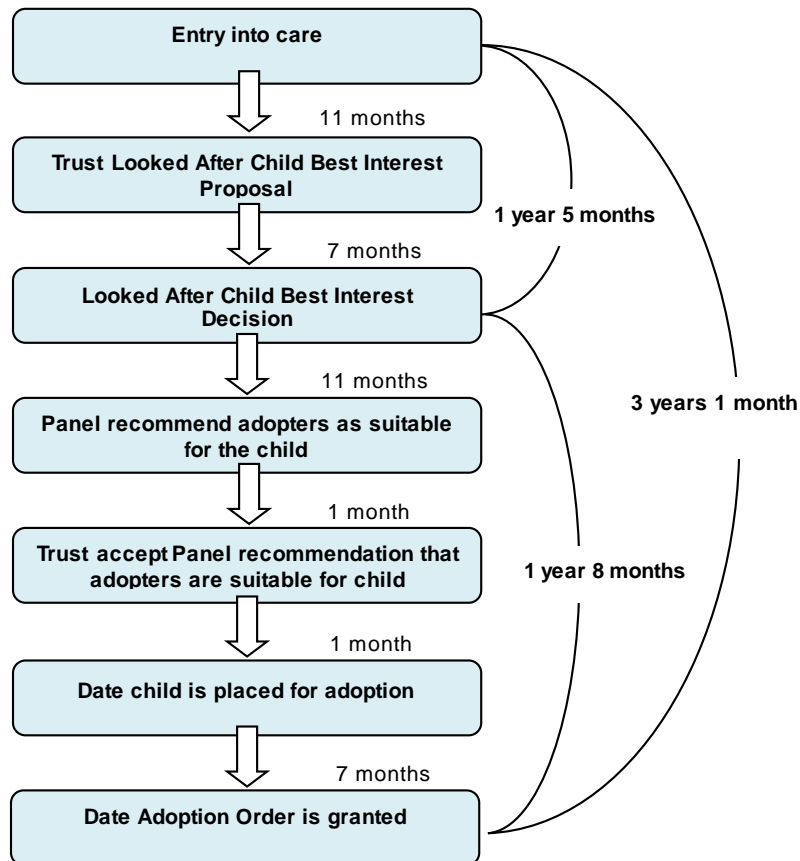 Entry into care
11 months
Trust Looked After Child Best Interest
Proposal
1 year 5 months
7 months
Looked After Child Best Interest
Decision
11 months
3 years 1 month
Panel recommend adopters as suitable
for the child
1 month
Trust accept Panel recommendation that
adopters are suitable for child
1 year 8 months
1 month
Date child is placed for adoption
7 months
Date Adoption Order is granted